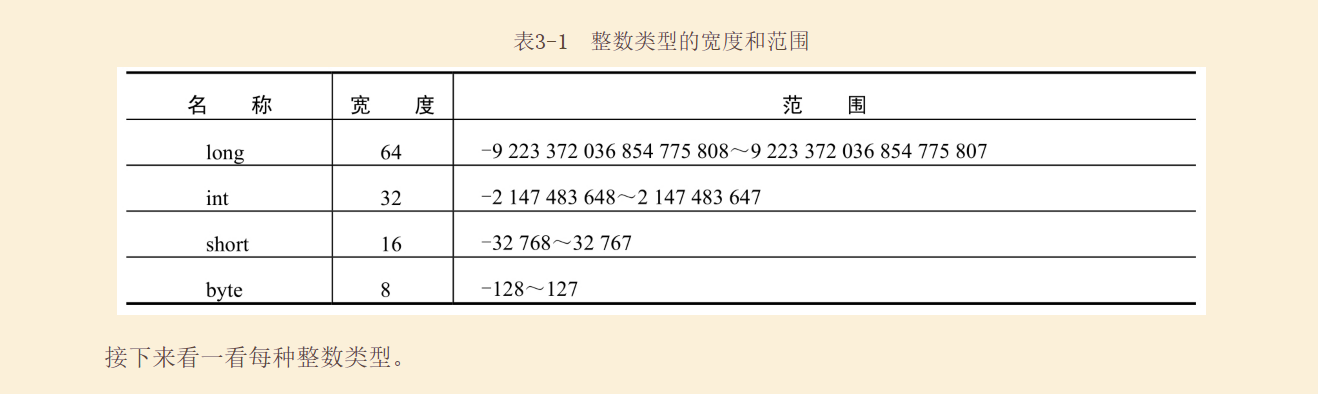 表3-1 整数类型的宽度和范围
名 称 宽 度 范 围
long 64 -9 223 372 036 854 775 808～9 223 372 036 854 775 807
int 32 -2 147 483 648～2 147 483 647
short 16 -32 768～32 767
byte 8 -128～127
接下来看一看每种整数类型。